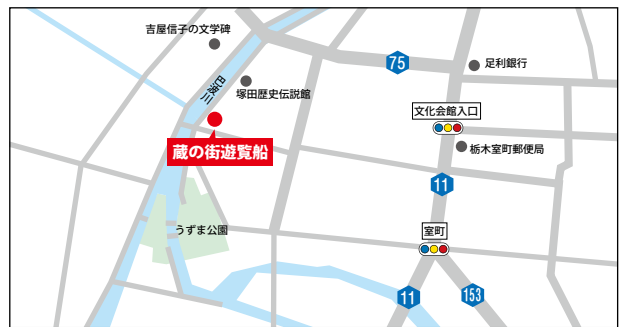 吉屋信子の文学碑
75
足利銀行
巴波川
塚田歴史伝説館
文化会館入口
栃木室町郵便局
蔵の街遊覧船
11
うずま公園
室町
11
153